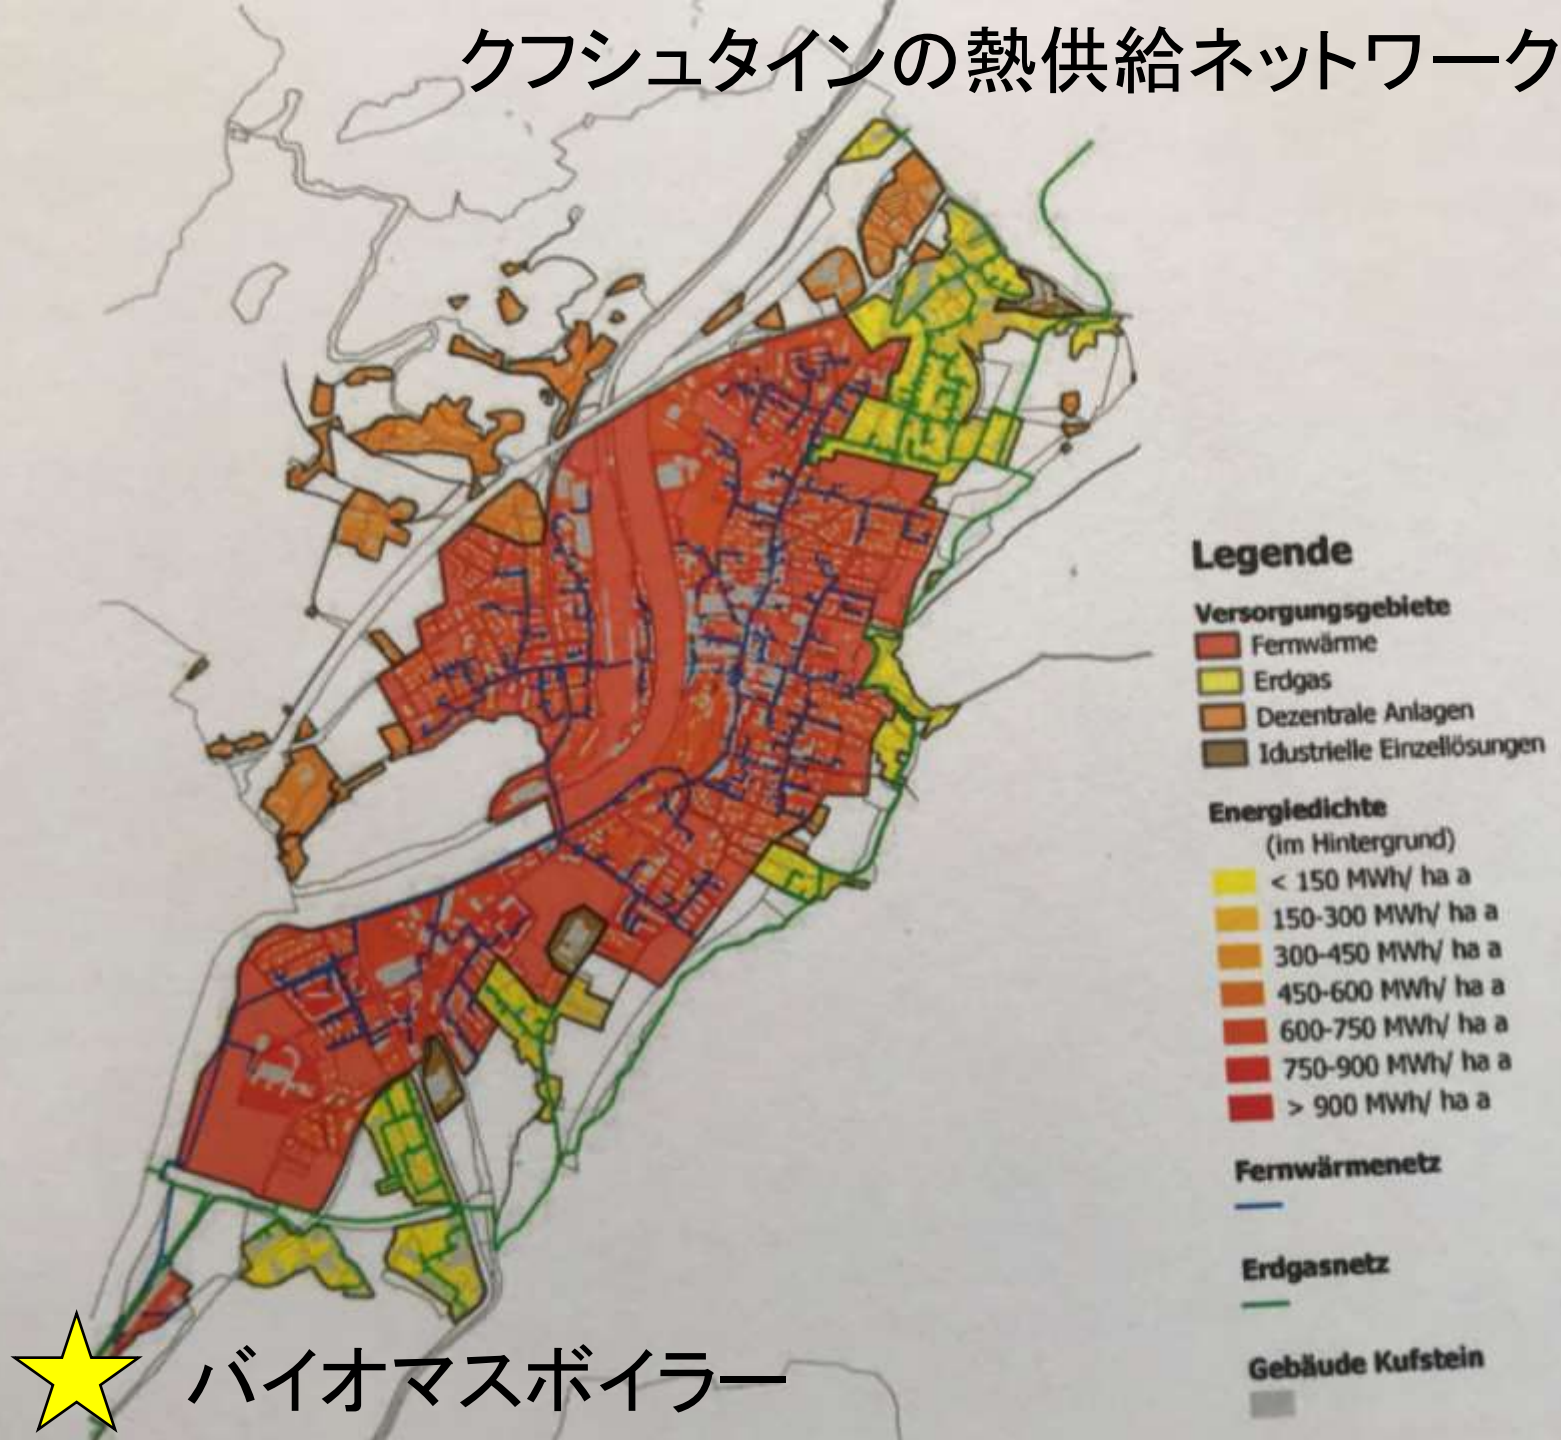 クフシュタインの熱供給ネットワーク
Legende
Versorgungsgebiete
Fernwärme
Erdgas
Dezentrale Anlagen
Idustrielle Einzellösungen
Energiedichte
(im Hintergrund)
< 150 MWh/ ha a
150-300 MWh/ ha a
300-450 MWh/ ha a
450-600 MWh/ ha a
600-750 MWh/ ha a
750-900 MWh/ ha a
> 900 MWh/ ha a
Fernwärmenetz
Erdgasnetz
Gebäude Kufstein
バイオマスボイラー